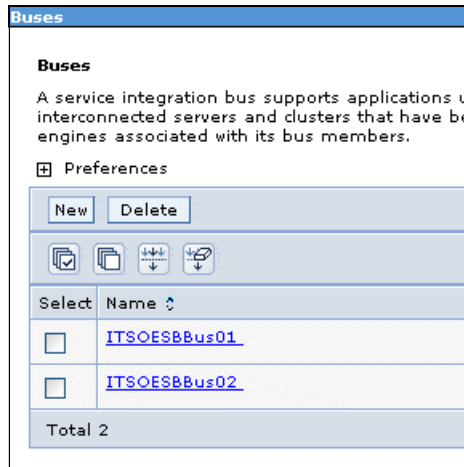 Buses
Buses
A service integration bus supports applications
interconnected servers and clusters that have
engines associated with its bus members.
Preferences
New Delete
Select Name
ITSOESBBus01
ITSOESBBus02
Total 2